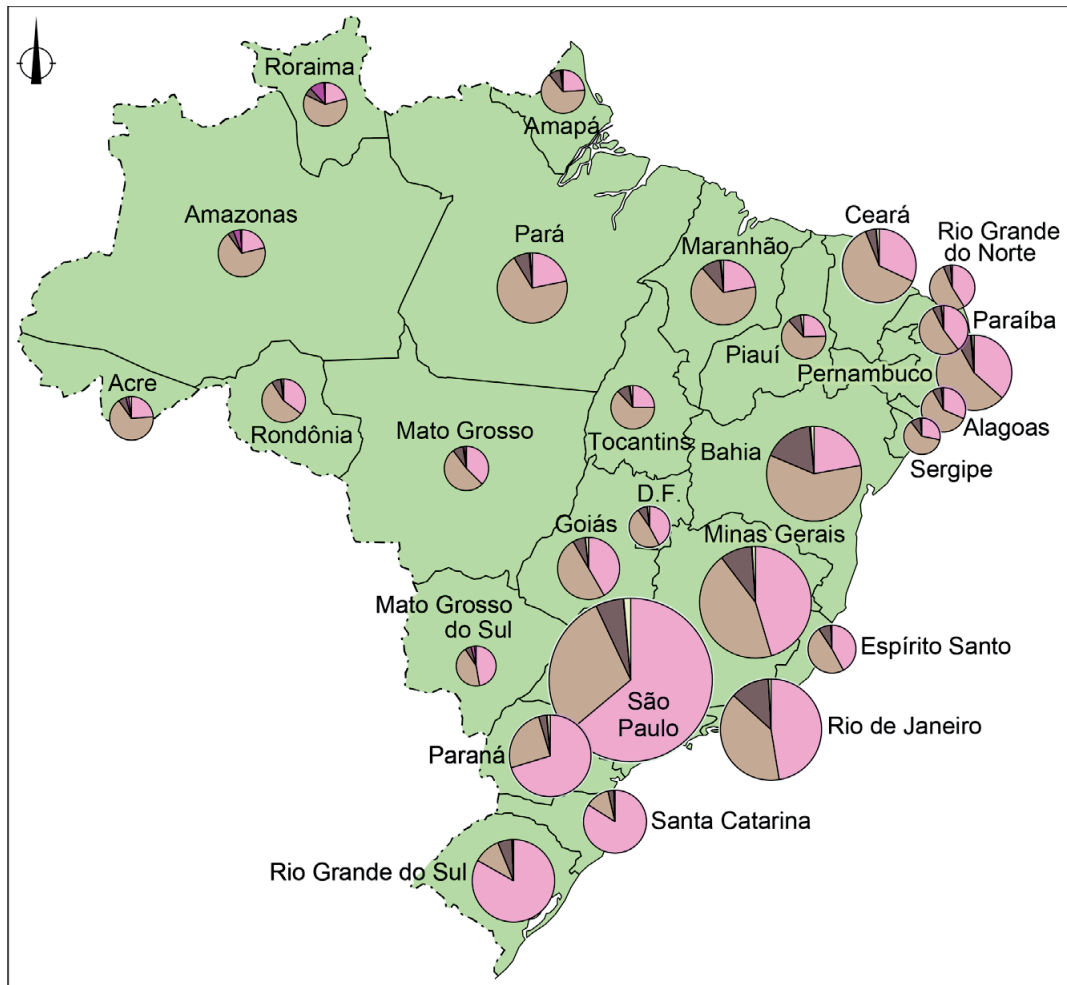 Roraima
Amapá
Amazonas
Pará
Maranhão
Ceará
Rio Grande
do Norte
Paraíba
Piauí
Pernambuco
Acre
Rondônia
Mato Grosso
Tocantins
Bahia
Alagoas
Sergipe
D.F.
Goiás
Minas Gerais
Mato Grosso
do Sul
Espírito Santo
São
Paulo
Rio de Janeiro
Paraná
Santa Catarina
Rio Grande do Sul